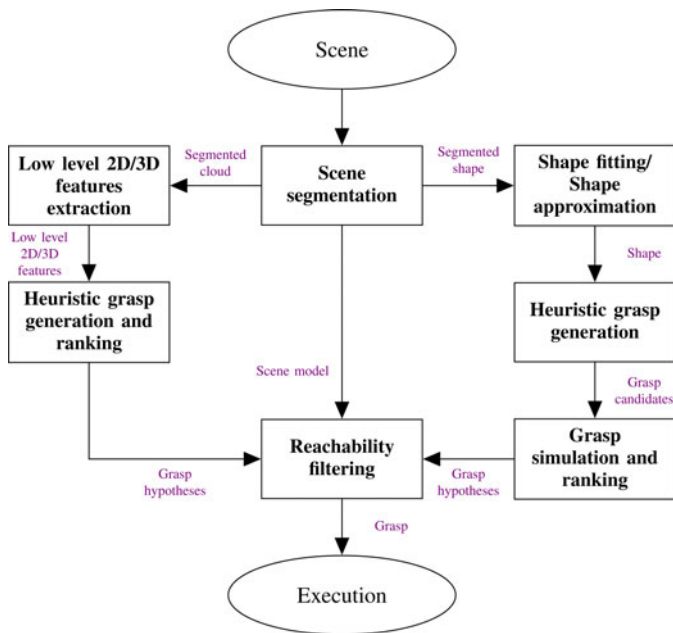 Scene
Segmented
cloud
Segmented
shape
Low level 2D/3D
features
extraction
Scene
segmentation
Shape fitting/
Shape
approximation
Low level
2D/3D
features
Shape
Heuristic grasp
generation and
ranking
Heuristic grasp
generation
Scene model
Grasp
candidates
Reachability
filtering
Grasp
simulation and
ranking
Grasp
hypotheses
Grasp
hypotheses
Grasp
Execution